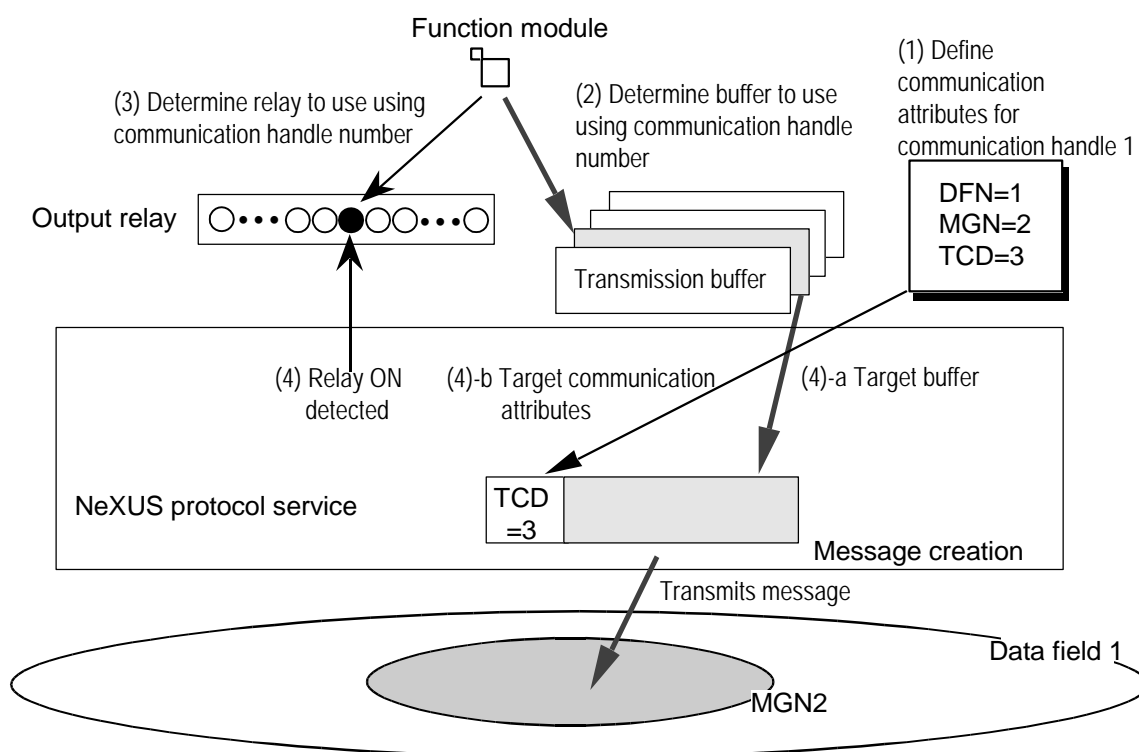 Function module
(1) Define
communication
attributes for
communication handle 1
(3) Determine relay to use using
communication handle number
(2) Determine buffer to use
using communication handle
number
DFN=1
MGN=2
TCD=3
Output relay
Transmission buffer
(4) Relay ON
detected
(4)-b Target communication
attributes
(4)-a Target buffer
NeXUS protocol service
TCD
=3
Message creation
Transmits message
Data field 1
MGN2